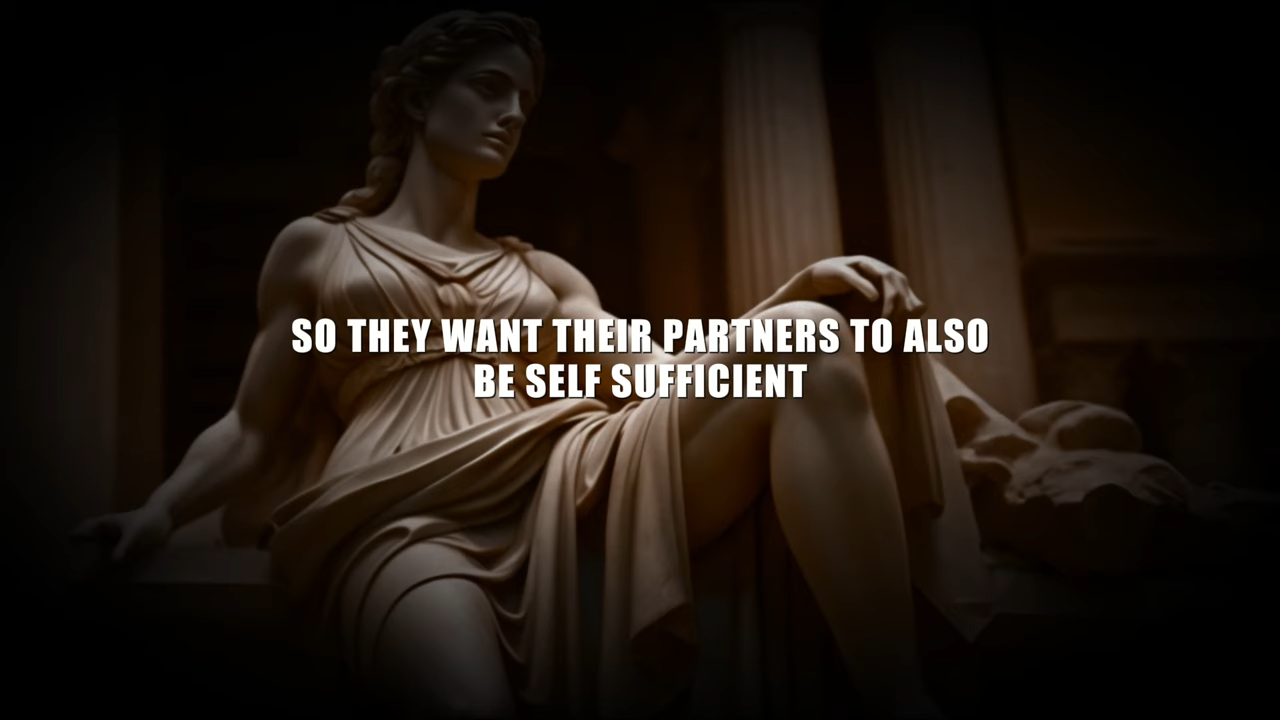 SO THEY WANT THEIR PARTNERS TO ALSO
BE SELF SUFFICIENT